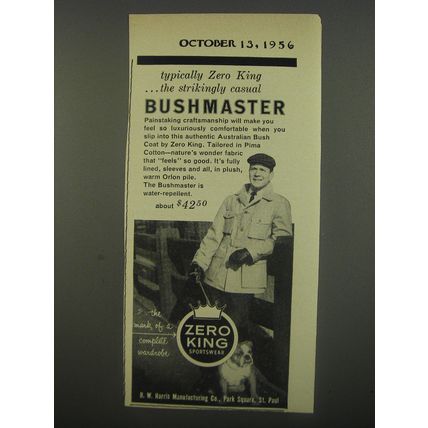 OCTOBER 13, 1956
typically Zero King
...the strikingly casual
BUSHMASTER
Painstaking craftsmanship will make you
feel so luxuriously comfortable when you
slip into this authentic Australian Bush
Coat by Zero King. Tailored in Pima
Cotton—nature's wonder fabric
that "feels" so good. It's fully
lined, sleeves and all, in plush,
warm Orlon pile.
The Bushmaster is
water-repellent.
about $42.50
the
mark of a
complete
wardrobe
ZERO
KING
SPORTSWEAR
B. W. Harris Manufacturing Co., Park Square, St. Paul